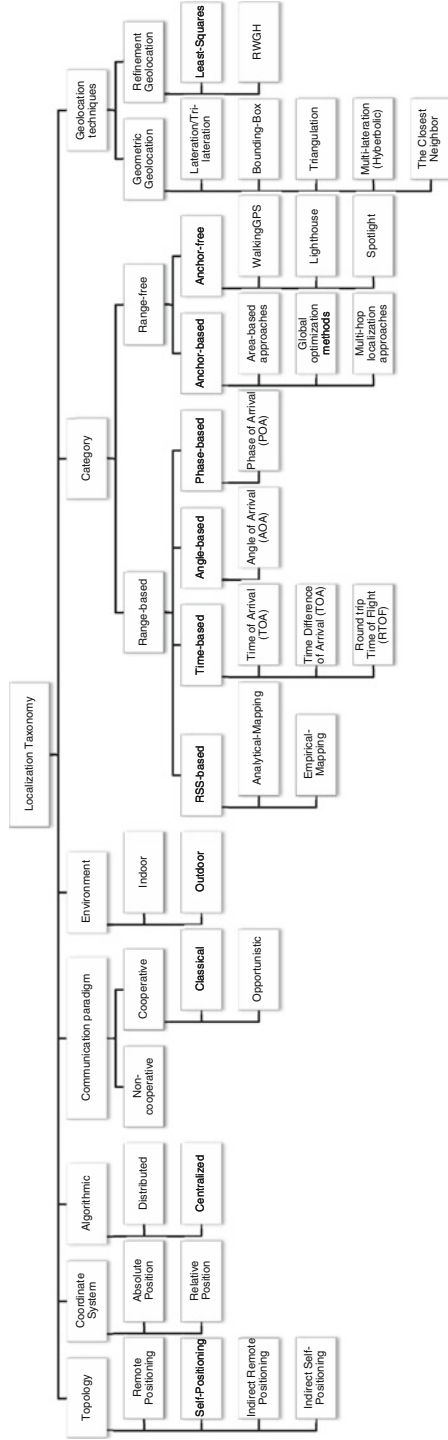 Localization Taxonomy
Topology
Remote
Positioning
Self-Positioning
Indirect Remote
Positioning
Indirect Self-
Positioning
Coordinate
System
Absolute
Position
Relative
Position
Algorithmic
Distributed
Centralized
Communication paradigm
Non-
cooperative
Cooperative
Classical
Opportunistic
Environment
Indoor
Outdoor
Category
Range-based
RSS-based
Analytical-Mapping
Empirical-
Mapping
Time-based
Time of Arrival
(TOA)
Time Difference
of Arrival (TOA)
Round trip
Time of Flight
(RTOF)
Angle-based
Angle of Arrival
(AOA)
Phase-based
Phase of Arrival
(POA)
Range-free
Anchor-based
Area-based
approaches
Global
optimization
methods
Multi-hop
localization
approaches
Anchor-free
WalkingGPS
Lighthouse
Spotlight
Geolocation
techniques
Geometric
Geolocation
Lateration/Tri-
lateration
Bounding-Box
Triangulation
Multi-lateration
(Hyberbolic)
The Closest
Neighbor
Refinement
Geolocation
Least-Squares
RWGH